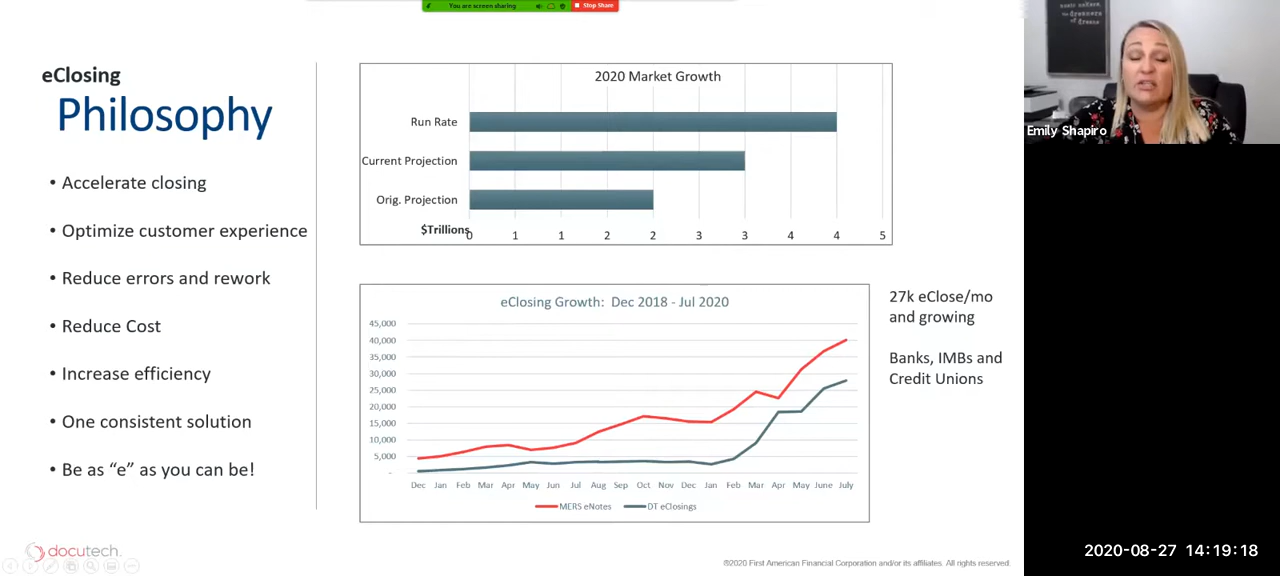 You are screen sharing
Stop Share
eClosing
Philosophy
• Accelerate closing
• Optimize customer experience
• Reduce errors and rework
• Reduce Cost
• Increase efficiency
• One consistent solution
• Be as “e” as you can be!
2020 Market Growth
Run Rate
Current Projection
Orig. Projection
$Trillions
0 1 1 2 2 3 3 4 4 5
eClosing Growth: Dec 2018 - Jul 2020
45,000
40,000
35,000
30,000
25,000
20,000
15,000
10,000
5,000
-
Dec Jan Feb Mar Apr May Jun Jul Aug Sep Oct Nov Dec Jan Feb Mar Apr May June July
MERS eNotes DT eClosings
27k eClose/mo
and growing
Banks, IMBs and
Credit Unions
docutech.
©2020 First American Financial Corporation and/or its affiliates. All rights reserved.
of dreams
Emily Shapiro
2020-08-27 14:19:18